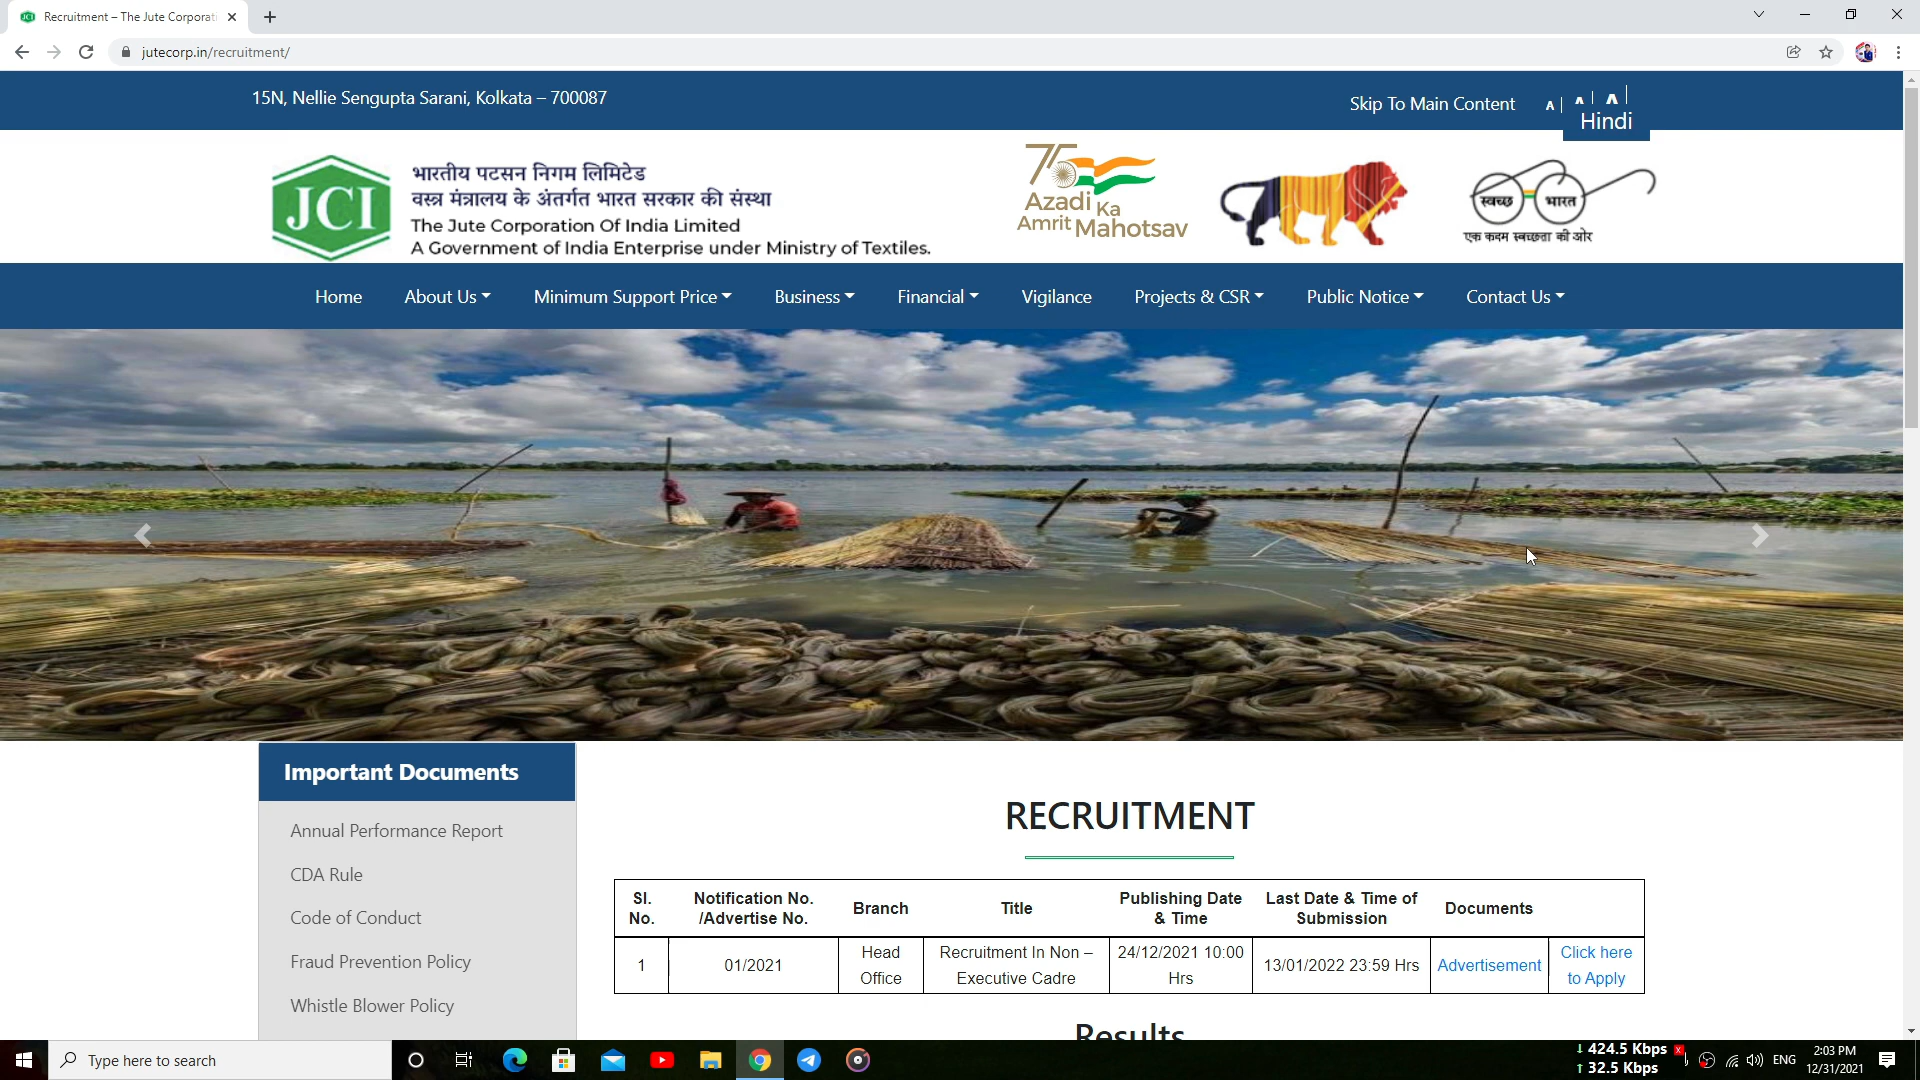 Recruitment – The Jute Corporati
jutecorp.in/recruitment/
15N, Nellie Sengupta Sarani, Kolkata – 700087
Skip To Main Content
A | A | A |
Hindi
JCI
भारतीय पटसन निगम लिमिटेड
वस्त्र मंत्रालय के अंतर्गत भारत सरकार की संस्था
The Jute Corporation Of India Limited
A Government of India Enterprise under Ministry of Textiles.
75
Azadi Ka
Amrit Mahotsav
स्वच्छ भारत
एक कदम स्वच्छता की ओर
Home About Us Minimum Support Price Business Financial Vigilance Projects & CSR Public Notice Contact Us
Important Documents
Annual Performance Report
CDA Rule
Code of Conduct
Fraud Prevention Policy
Whistle Blower Policy
RECRUITMENT
Sl. No. Notification No. /Advertise No. Branch Title Publishing Date & Time Last Date & Time of Submission Documents
1 01/2021 Head Office Recruitment In Non – Executive Cadre 24/12/2021 10:00 Hrs 13/01/2022 23:59 Hrs Advertisement Click here to Apply
Results
Type here to search
424.5 Kbps
32.5 Kbps
ENG
2:03 PM
12/31/2021